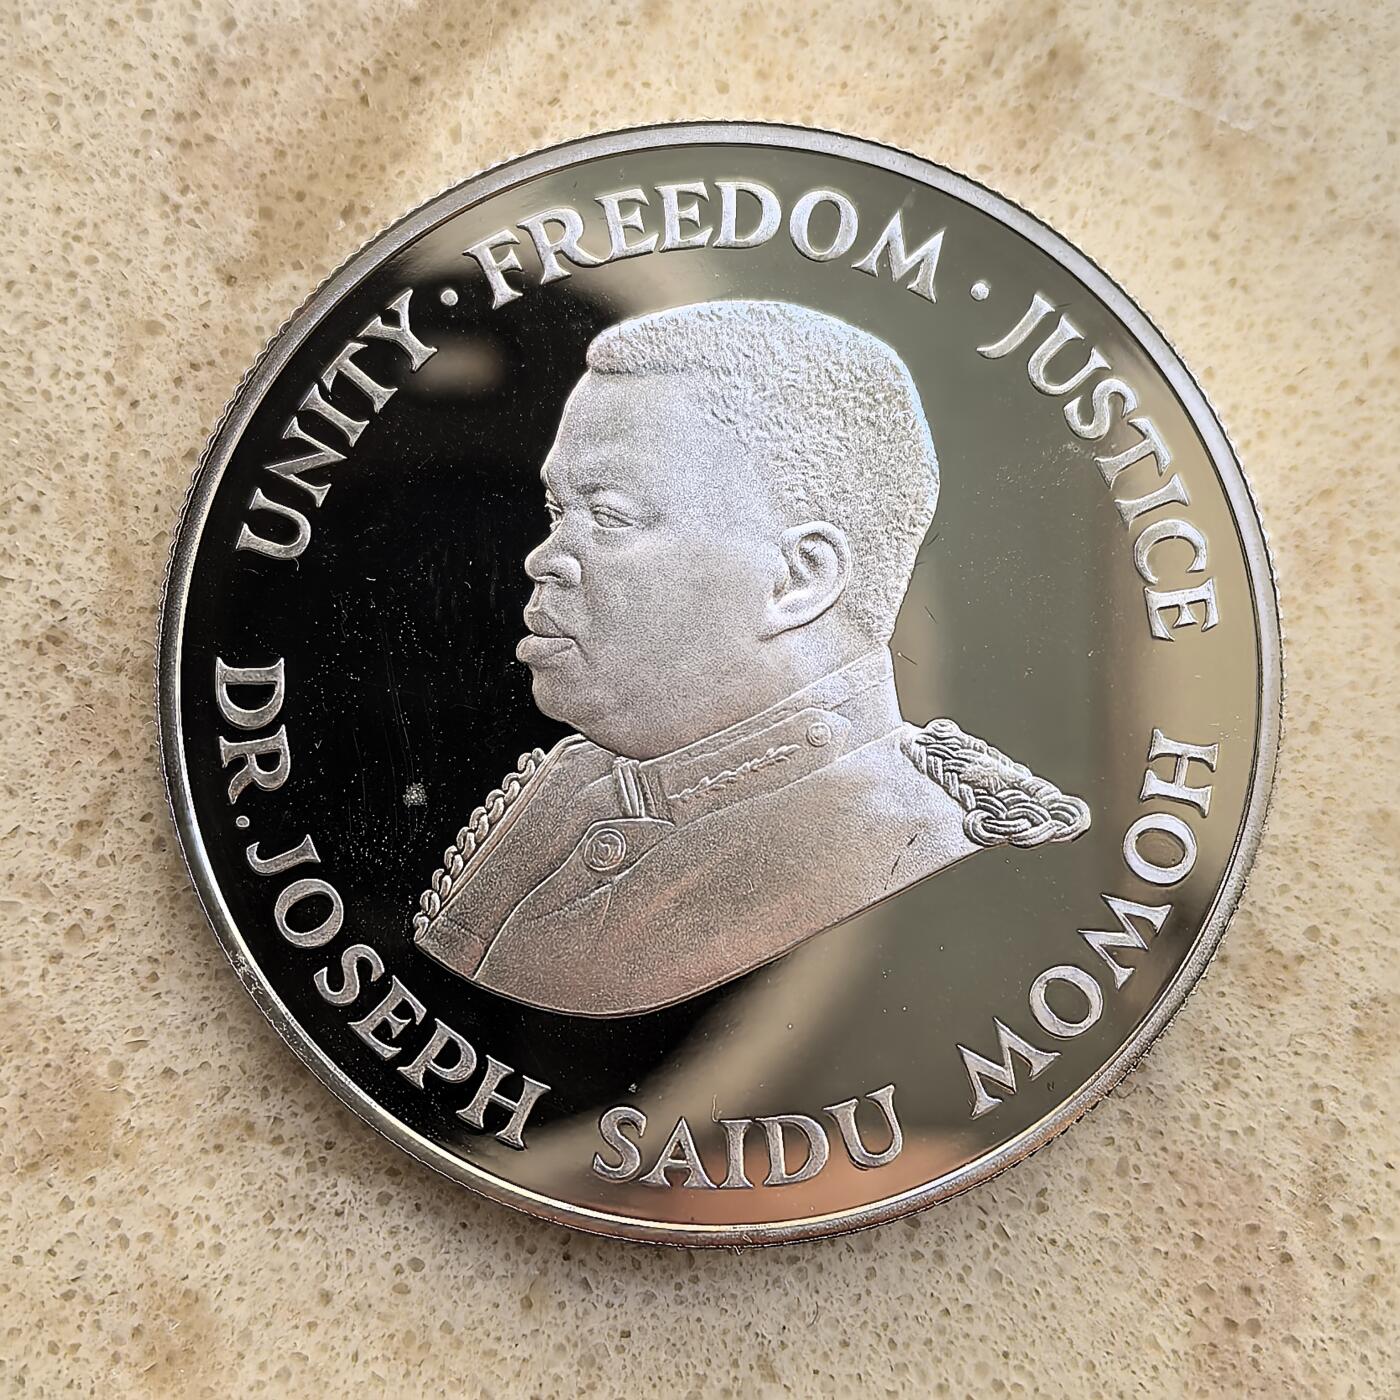 UNITY · FREEDOM · JUSTICE
DR. JOSEPH SAIDU MOMOH